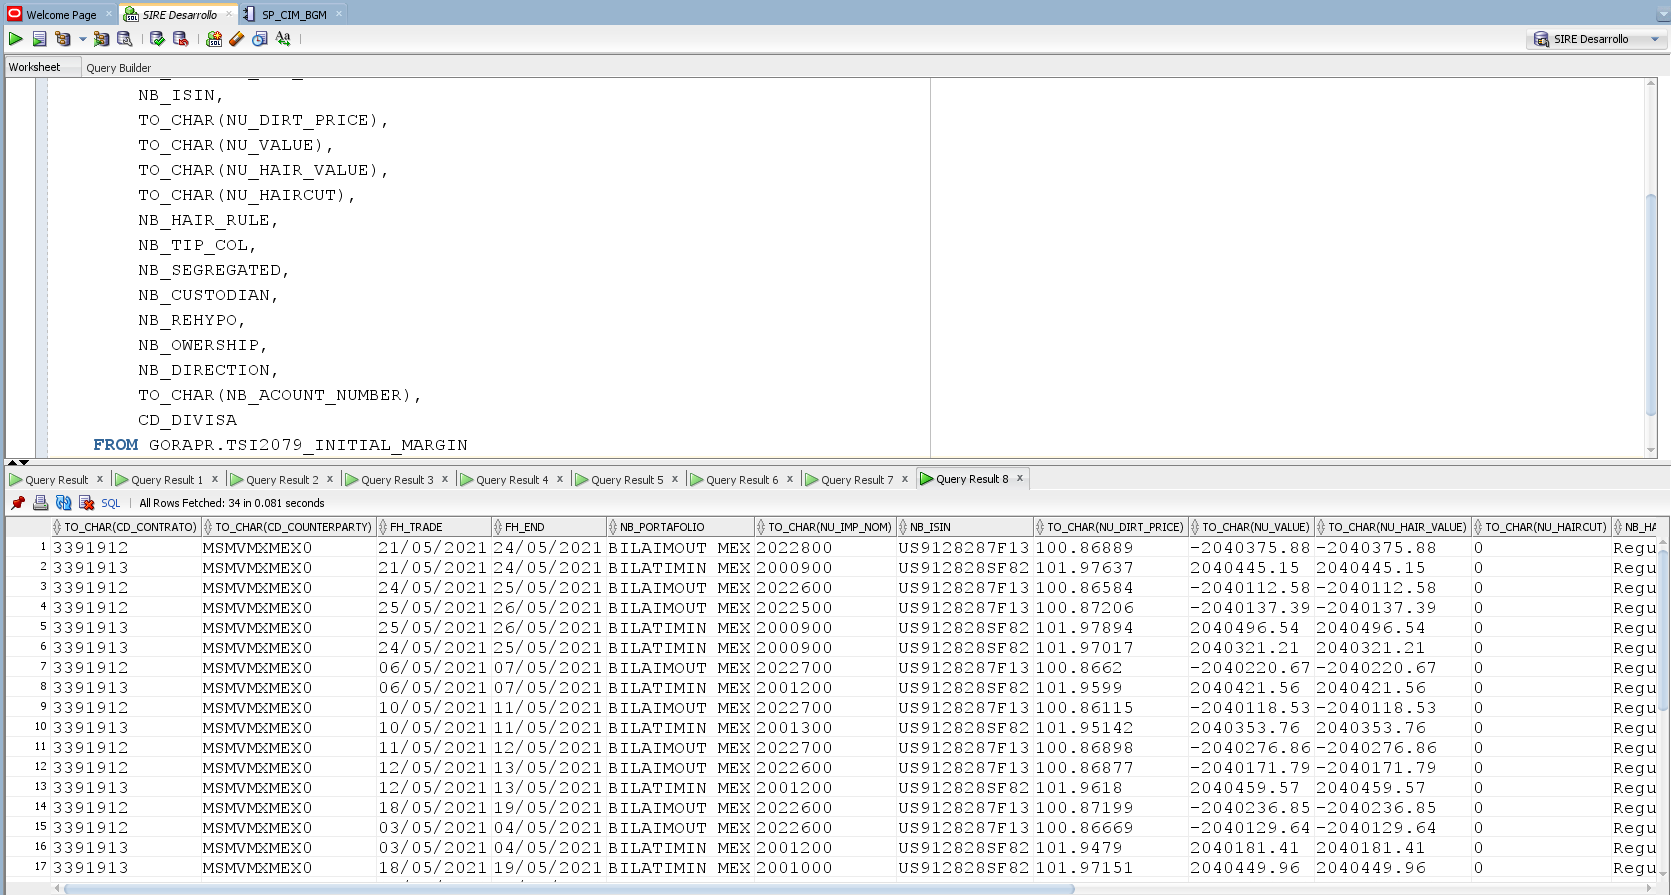 Welcome Page SIRE Desarrollo SP_CIM_BGM
SIRE Desarrollo
Worksheet Query Builder
NB_ISIN,
TO_CHAR(NU_DIRT_PRICE),
TO_CHAR(NU_VALUE),
TO_CHAR(NU_HAIR_VALUE),
TO_CHAR(NU_HAIRCUT),
NB_HAIR_RULE,
NB_TIP_COL,
NB_SEGREGATED,
NB_CUSTODIAN,
NB_REHYPO,
NB_OWERSHIP,
NB_DIRECTION,
TO_CHAR(NB_ACOUNT_NUMBER),
CD_DIVISA
FROM GORAPR.TSI2079_INITIAL_MARGIN
Query Result x Query Result 1 x Query Result 2 x Query Result 3 x Query Result 4 x Query Result 5 x Query Result 6 x Query Result 7 x Query Result 8 x
SQL All Rows Fetched: 34 in 0.081 seconds
TO_CHAR(CD_CONTRATO) TO_CHAR(CD_COUNTERPARTY) FH_TRADE FH_END NB_PORTAFOLIO TO_CHAR(NU_IMP_NOM) NB_ISIN TO_CHAR(NU_DIRT_PRICE) TO_CHAR(NU_VALUE) TO_CHAR(NU_HAIR_VALUE) TO_CHAR(NU_HAIRCUT) NB_HA
1 3391912 MSMVMXMEX0 21/05/2021 24/05/2021 BILAIMOUT MEX 2022800 US9128287F13 100.86889 -2040375.88 -2040375.88 0 Regu
2 3391913 MSMVMXMEX0 21/05/2021 24/05/2021 BILATIMIN MEX 2000900 US912828SF82 101.97637 2040445.15 2040445.15 0 Regu
3 3391912 MSMVMXMEX0 24/05/2021 25/05/2021 BILAIMOUT MEX 2022600 US9128287F13 100.86584 -2040112.58 -2040112.58 0 Regu
4 3391912 MSMVMXMEX0 25/05/2021 26/05/2021 BILAIMOUT MEX 2022500 US9128287F13 100.87206 -2040137.39 -2040137.39 0 Regu
5 3391913 MSMVMXMEX0 25/05/2021 26/05/2021 BILATIMIN MEX 2000900 US912828SF82 101.97894 2040496.54 2040496.54 0 Regu
6 3391913 MSMVMXMEX0 24/05/2021 25/05/2021 BILATIMIN MEX 2000900 US912828SF82 101.97017 2040321.21 2040321.21 0 Regu
7 3391912 MSMVMXMEX0 06/05/2021 07/05/2021 BILAIMOUT MEX 2022700 US9128287F13 100.8662 -2040220.67 -2040220.67 0 Regu
8 3391913 MSMVMXMEX0 06/05/2021 07/05/2021 BILATIMIN MEX 2001200 US912828SF82 101.9599 2040421.56 2040421.56 0 Regu
9 3391912 MSMVMXMEX0 10/05/2021 11/05/2021 BILAIMOUT MEX 2022700 US9128287F13 100.86115 -2040118.53 -2040118.53 0 Regu
10 3391913 MSMVMXMEX0 10/05/2021 11/05/2021 BILATIMIN MEX 2001300 US912828SF82 101.95142 2040353.76 2040353.76 0 Regu
11 3391912 MSMVMXMEX0 11/05/2021 12/05/2021 BILAIMOUT MEX 2022700 US9128287F13 100.86898 -2040276.86 -2040276.86 0 Regu
12 3391912 MSMVMXMEX0 12/05/2021 13/05/2021 BILAIMOUT MEX 2022600 US9128287F13 100.86877 -2040171.79 -2040171.79 0 Regu
13 3391913 MSMVMXMEX0 12/05/2021 13/05/2021 BILATIMIN MEX 2001200 US912828SF82 101.9618 2040459.57 2040459.57 0 Regu
14 3391912 MSMVMXMEX0 18/05/2021 19/05/2021 BILAIMOUT MEX 2022600 US9128287F13 100.87199 -2040236.85 -2040236.85 0 Regu
15 3391912 MSMVMXMEX0 03/05/2021 04/05/2021 BILAIMOUT MEX 2022600 US9128287F13 100.86669 -2040129.64 -2040129.64 0 Regu
16 3391913 MSMVMXMEX0 03/05/2021 04/05/2021 BILATIMIN MEX 2001200 US912828SF82 101.9479 2040181.41 2040181.41 0 Regu
17 3391913 MSMVMXMEX0 18/05/2021 19/05/2021 BILATIMIN MEX 2001000 US912828SF82 101.97151 2040449.96 2040449.96 0 Regu